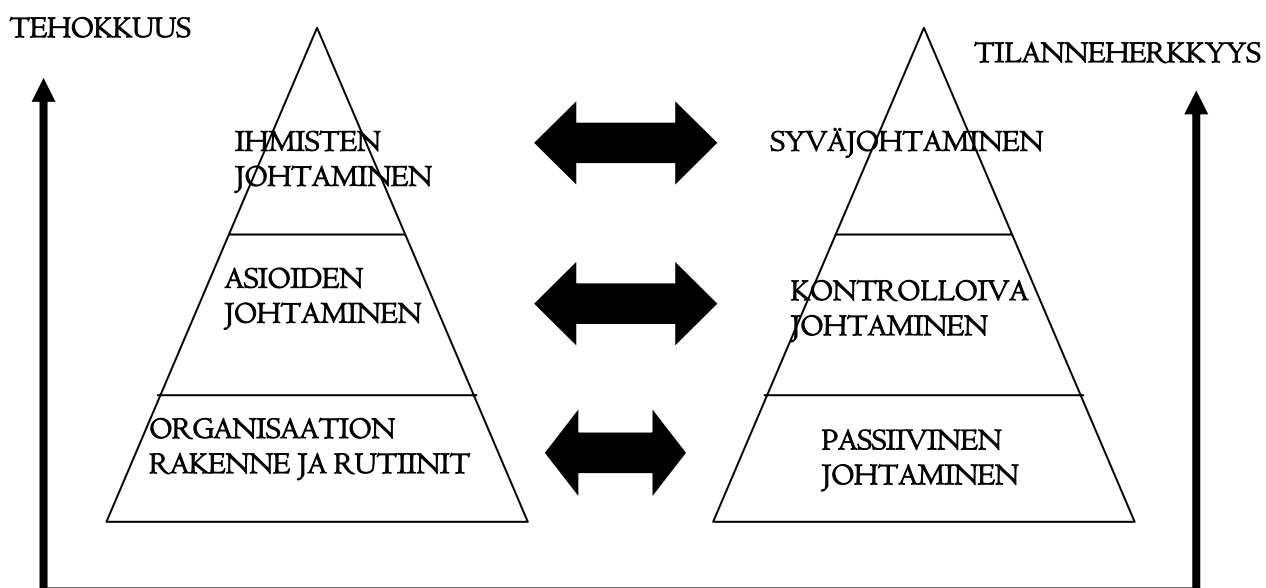 TEHOKKUUS
TILANNEHERKKYYS
IHMISTEN
JOHTAMINEN
SYVÄJOHTAMINEN
ASIOIDEN
JOHTAMINEN
KONTROLLOIVA
JOHTAMINEN
ORGANISAATION
RAKENNE JA RUTIINIT
PASSIIVINEN
JOHTAMINEN